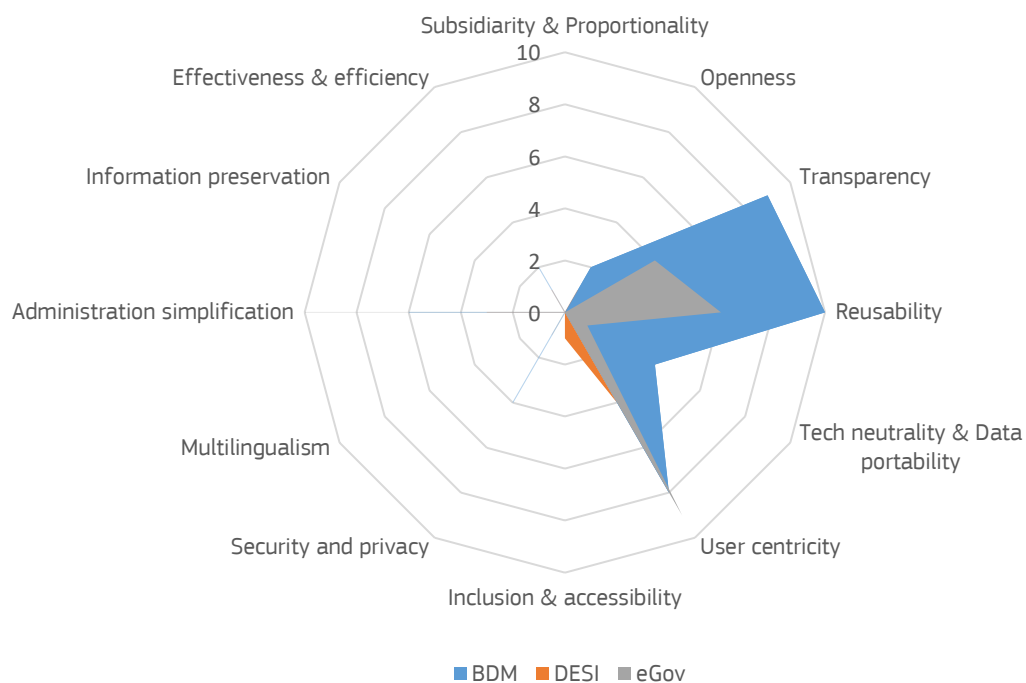 Subsidiarity & Proportionality
10
Effectiveness & efficiency
Openness
8
6
Information preservation
Transparency
4
2
Administration simplification
0
Reusability
Multilingualism
Tech neutrality & Data
portability
Security and privacy
User centricity
Inclusion & accessibility
BDM DESI eGov